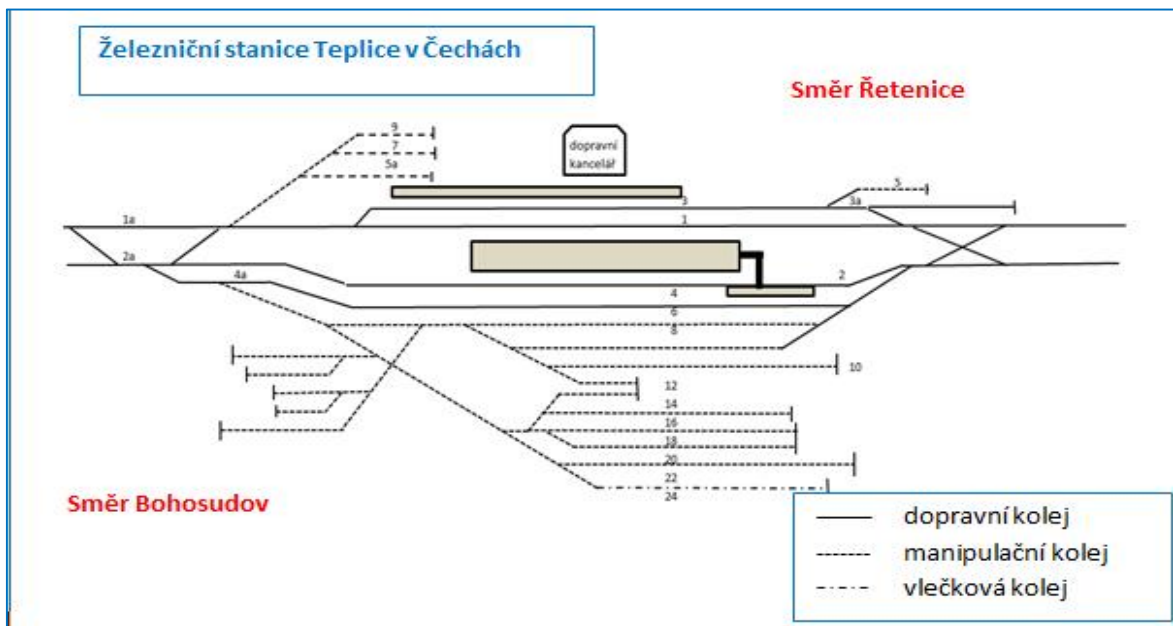 Železniční stanice Teplice v Čechách
Směr Řetenice
9
7
5a
dopravní
kancelář
5
3
3a
1a
1
2a
4a
2
4
6
8
10
12
14
16
18
20
22
24
Směr Bohosudov
dopravní kolej
manipulační kolej
vlečková kolej